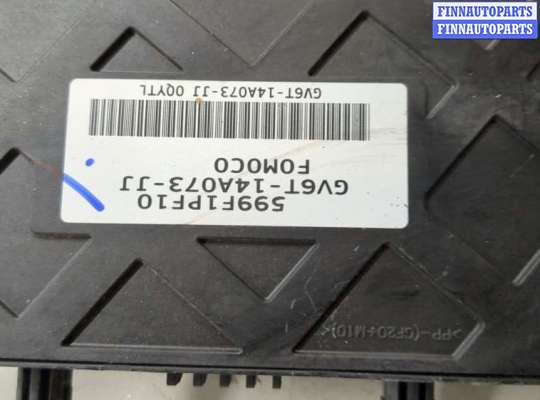 FINNAUTOPARTS
FINNAUTOPARTS
599F1PF10
GV6T-14A073-JJ
FOMOCO
GV6T-14A073-JJ 0QYTL
>PP-(GF20+M10)<